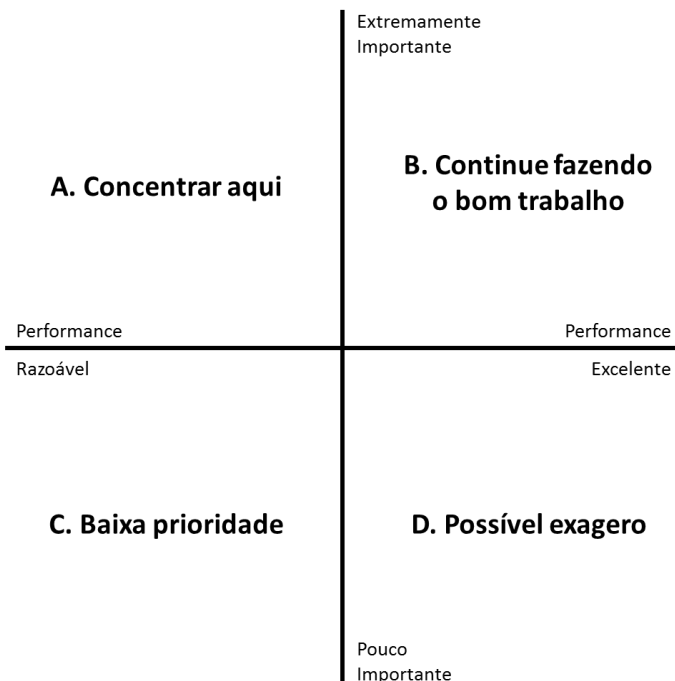 Extremamente
Importante
A. Concentrar aqui
B. Continue fazendo
o bom trabalho
Performance
Performance
Razoável
Excelente
C. Baixa prioridade
D. Possível exagero
Pouco
Importante